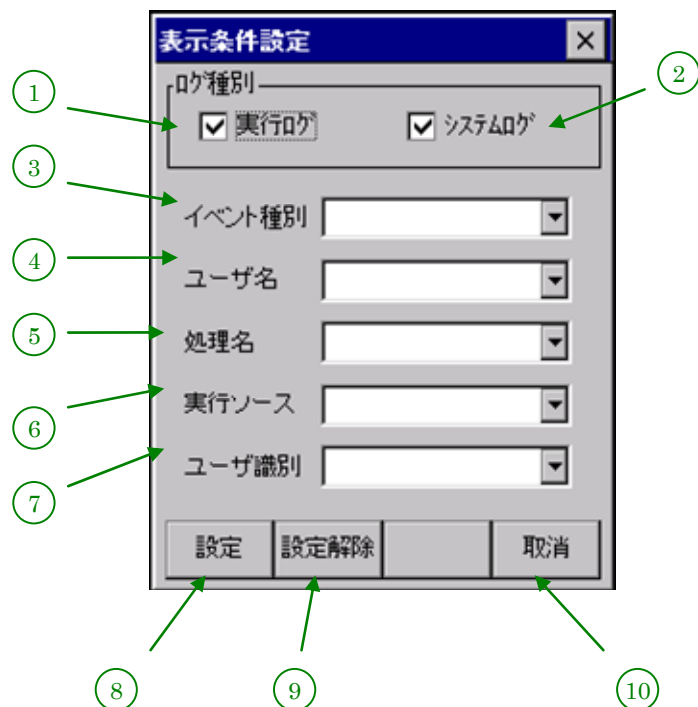 表示条件設定
ﾛｸﾞ種別
① 実行ﾛｸﾞ ｼｽﾃﾑﾛｸﾞ ②
③ イベント種別
④ ユーザ名
⑤ 処理名
⑥ 実行ソース
⑦ ユーザ識別
設定 設定解除 取消
⑧ ⑨ ⑩